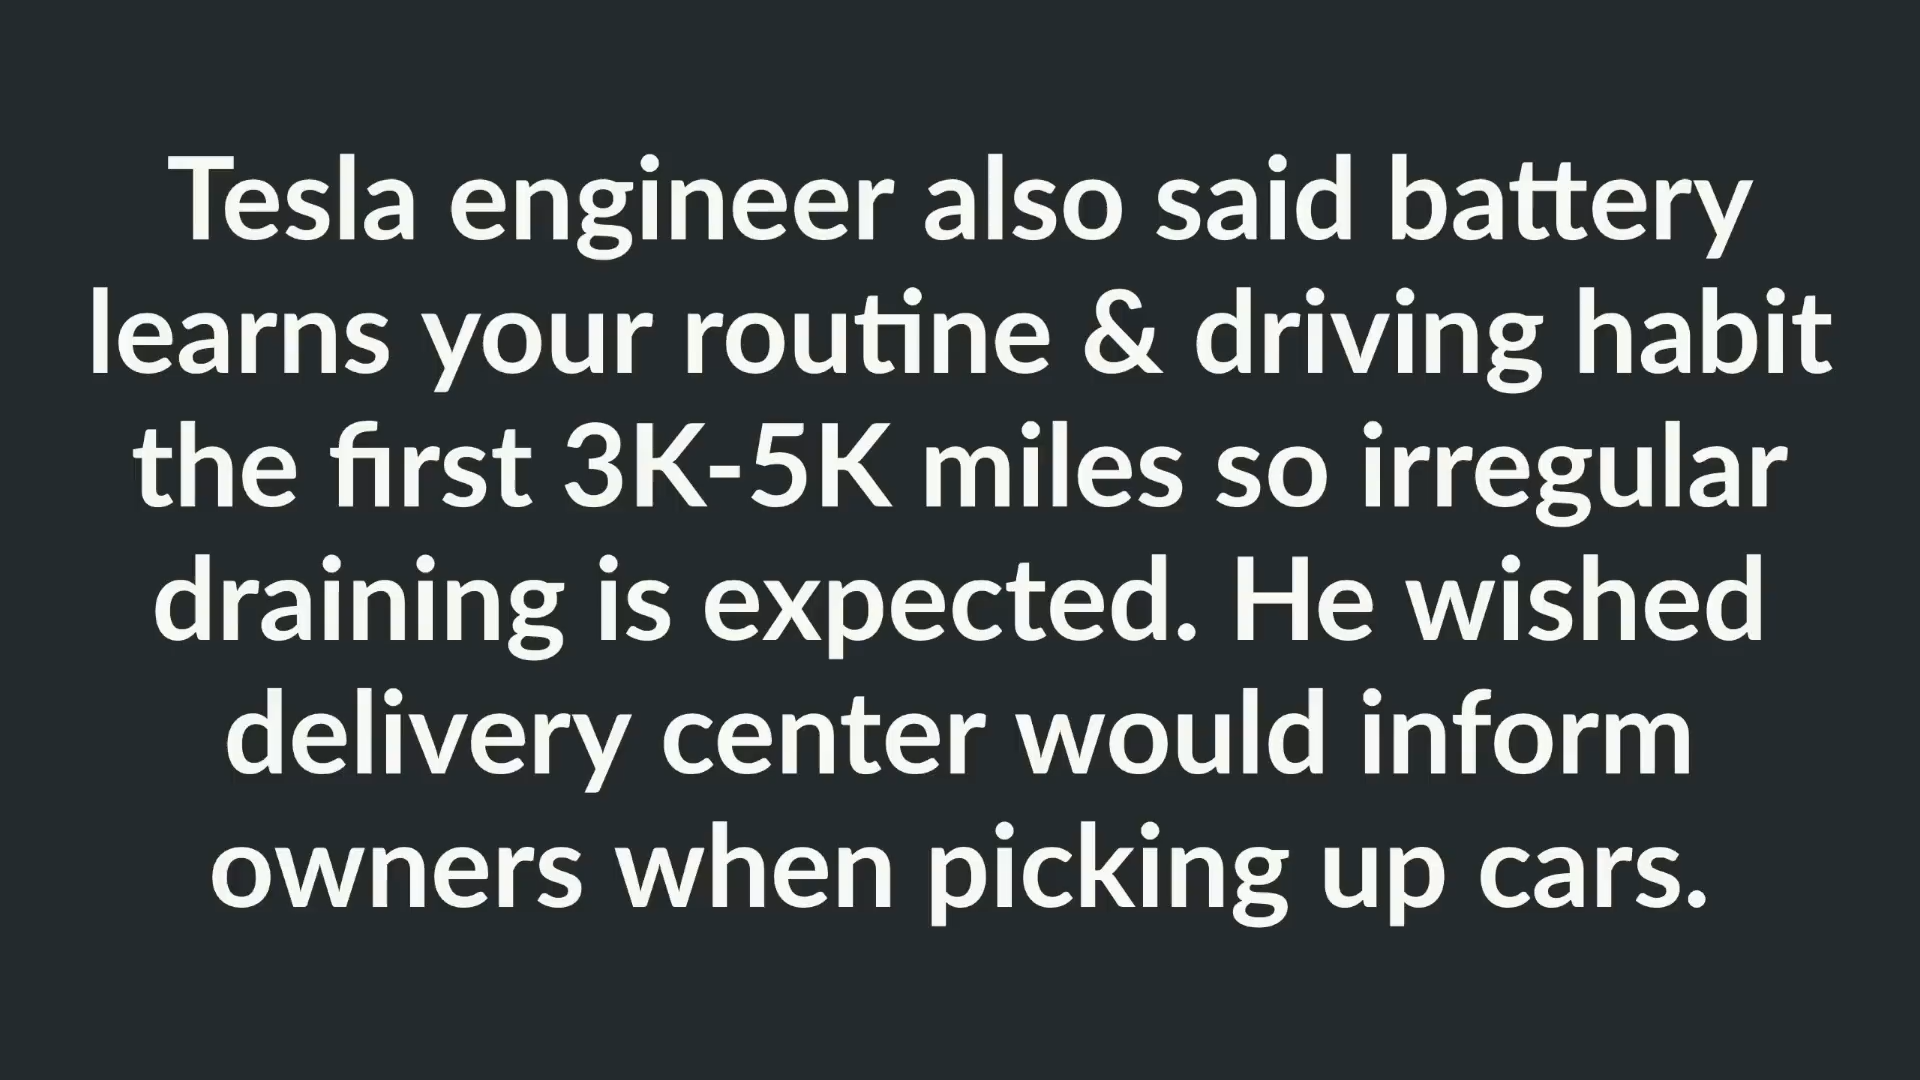 Tesla engineer also said battery
learns your routine & driving habit
the first 3K-5K miles so irregular
draining is expected. He wished
delivery center would inform
owners when picking up cars.